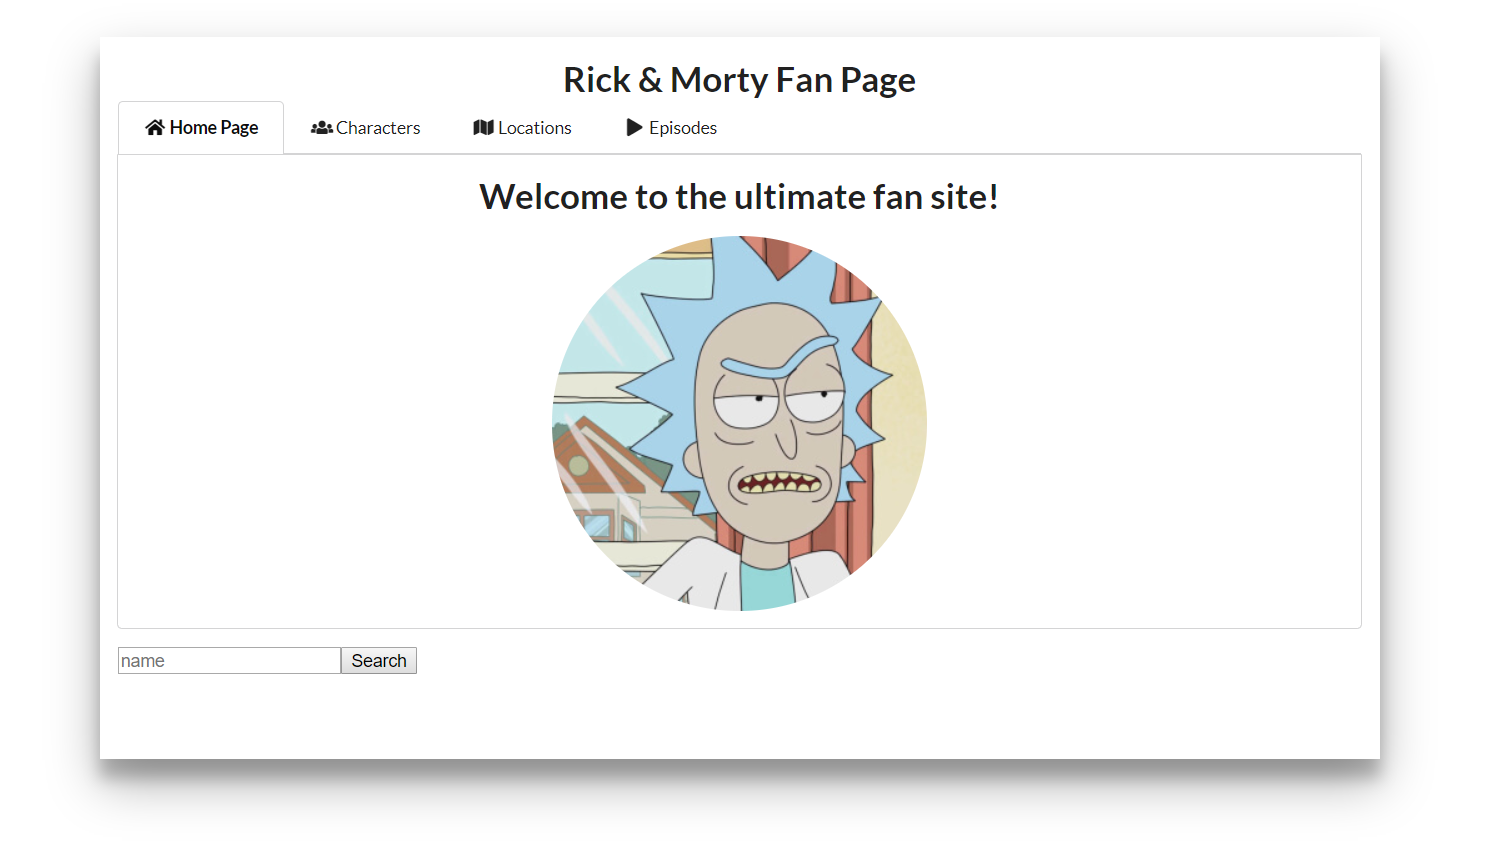 Rick & Morty Fan Page
Home Page Characters Locations Episodes
Welcome to the ultimate fan site!
name Search